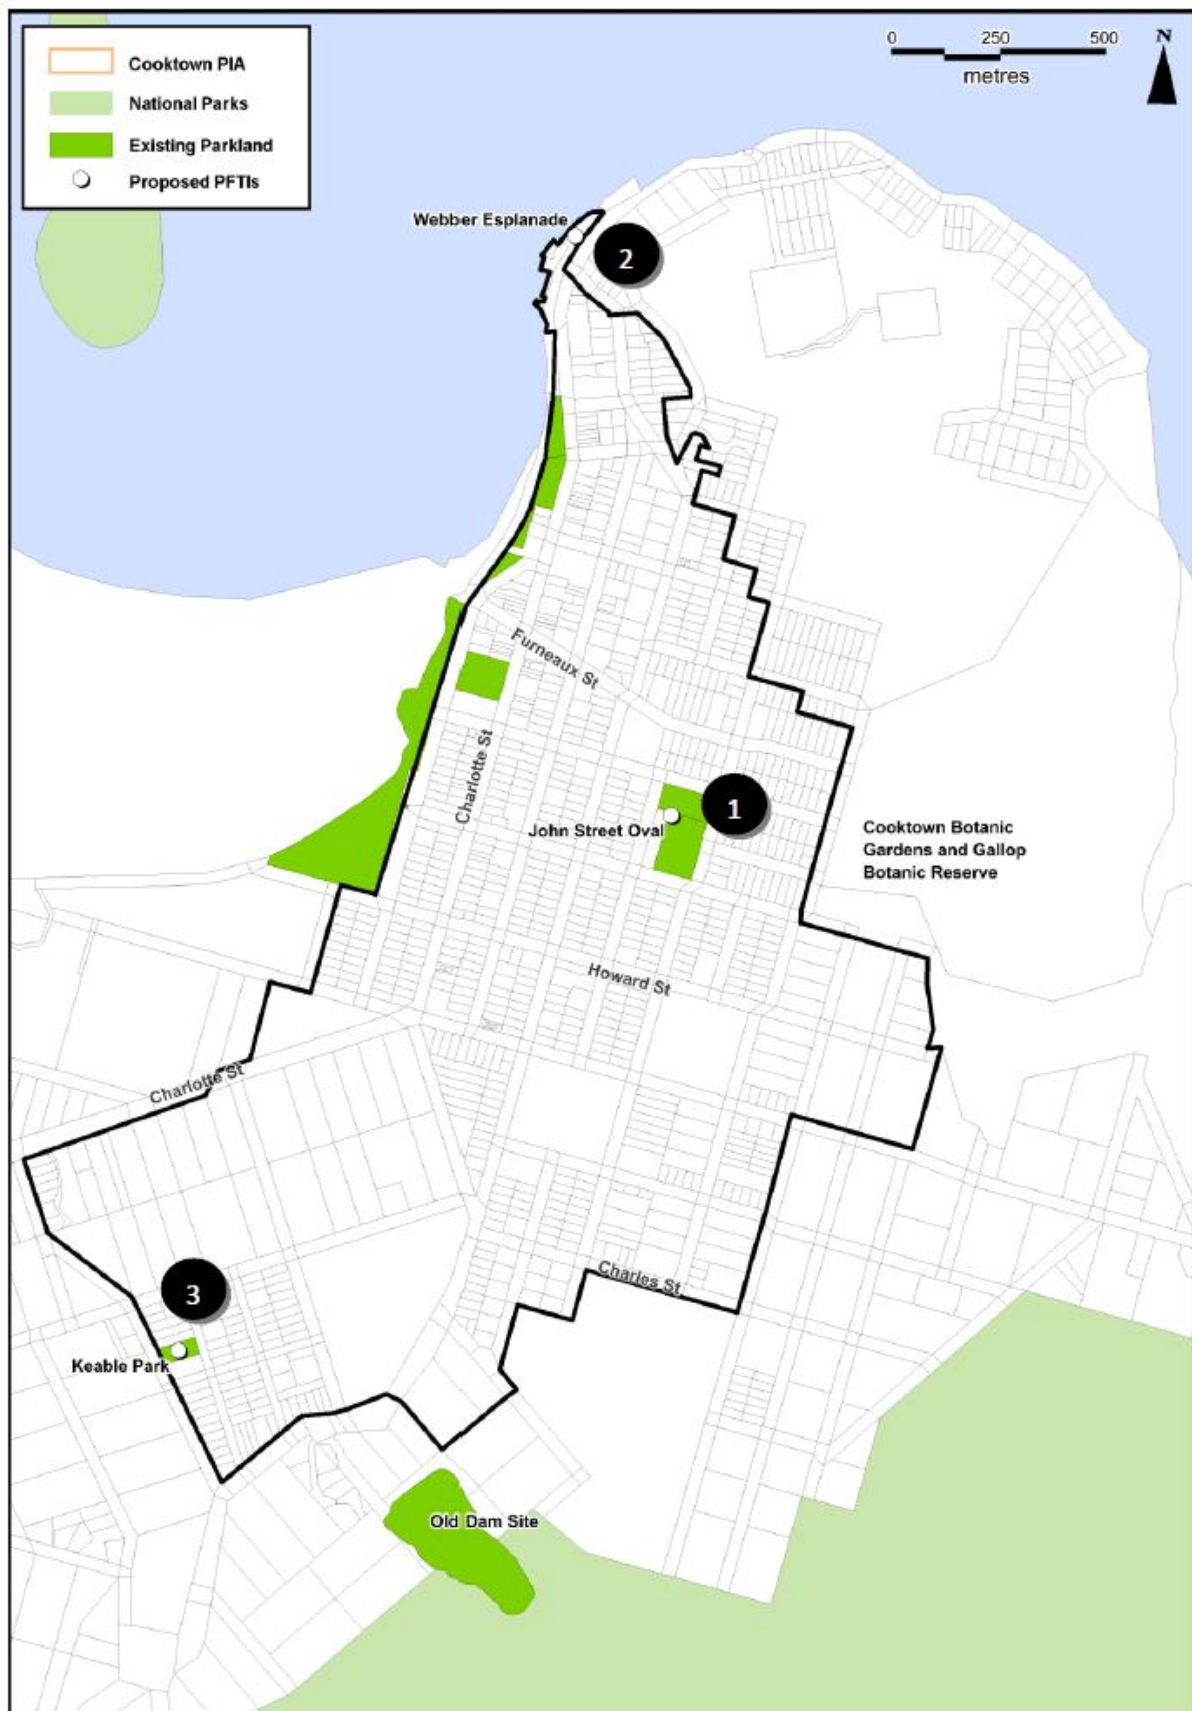 Cooktown PIA
National Parks
Existing Parkland
Proposed PFTIs
0 250 500
metres
N
Webber Esplanade
2
Furneaux St
Charlotte St
1
John Street Oval
Cooktown Botanic
Gardens and Gallop
Botanic Reserve
Howard St
Charlotte St
Charles St
3
Keable Park
Old Dam Site